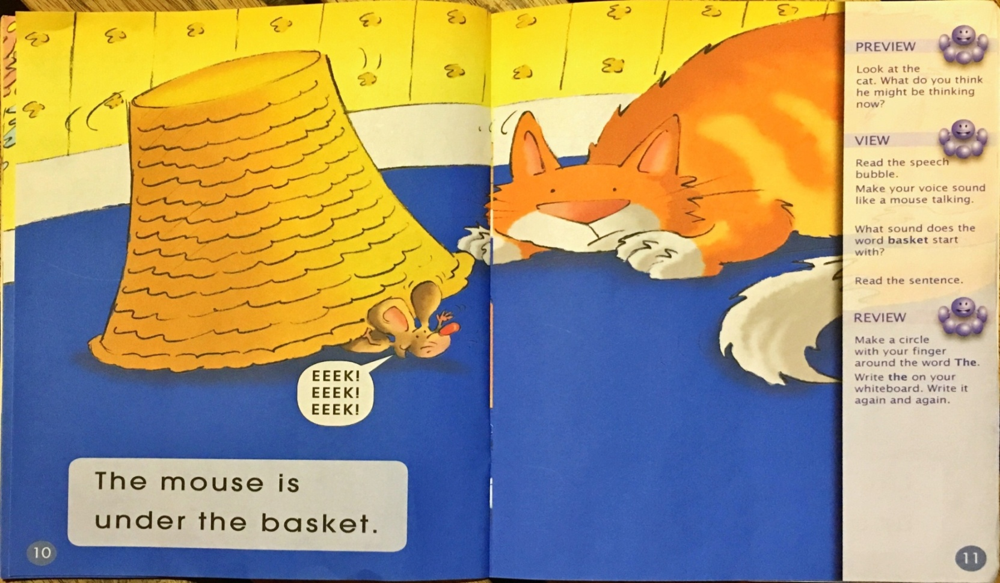 EEEK!
EEEK!
EEEK!
The mouse is
under the basket.
10
PREVIEW
Look at the
cat. What do you think
he might be thinking
now?
VIEW
Read the speech
bubble.
Make your voice sound
like a mouse talking.
What sound does the
word basket start
with?
Read the sentence.
REVIEW
Make a circle
with your finger
around the word The.
Write the on your
whiteboard. Write it
again and again.
11